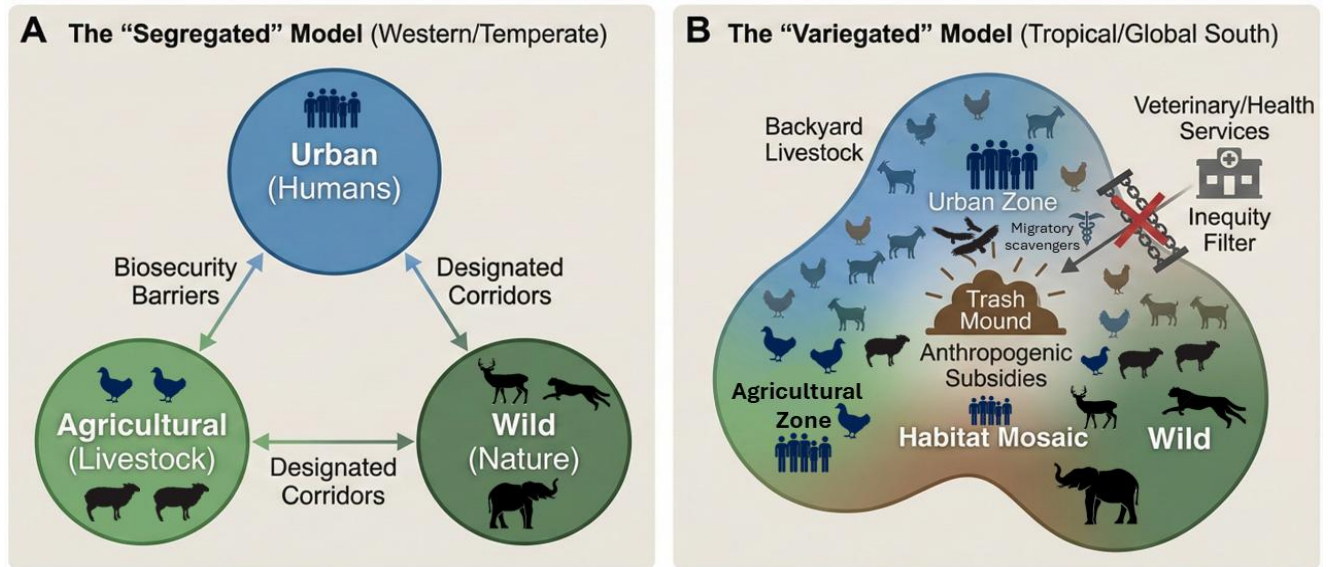 A The “Segregated” Model (Western/Temperate)
Urban
(Humans)
Biosecurity
Barriers
Designated
Corridors
Agricultural
(Livestock)
Designated
Corridors
Wild
(Nature)
B The “Variegated” Model (Tropical/Global South)
Backyard
Livestock
Veterinary/Health
Services
Inequity
Filter
Urban Zone
Migratory
scavengers
Trash
Mound
Anthropogenic
Subsidies
Agricultural
Zone
Habitat Mosaic
Wild